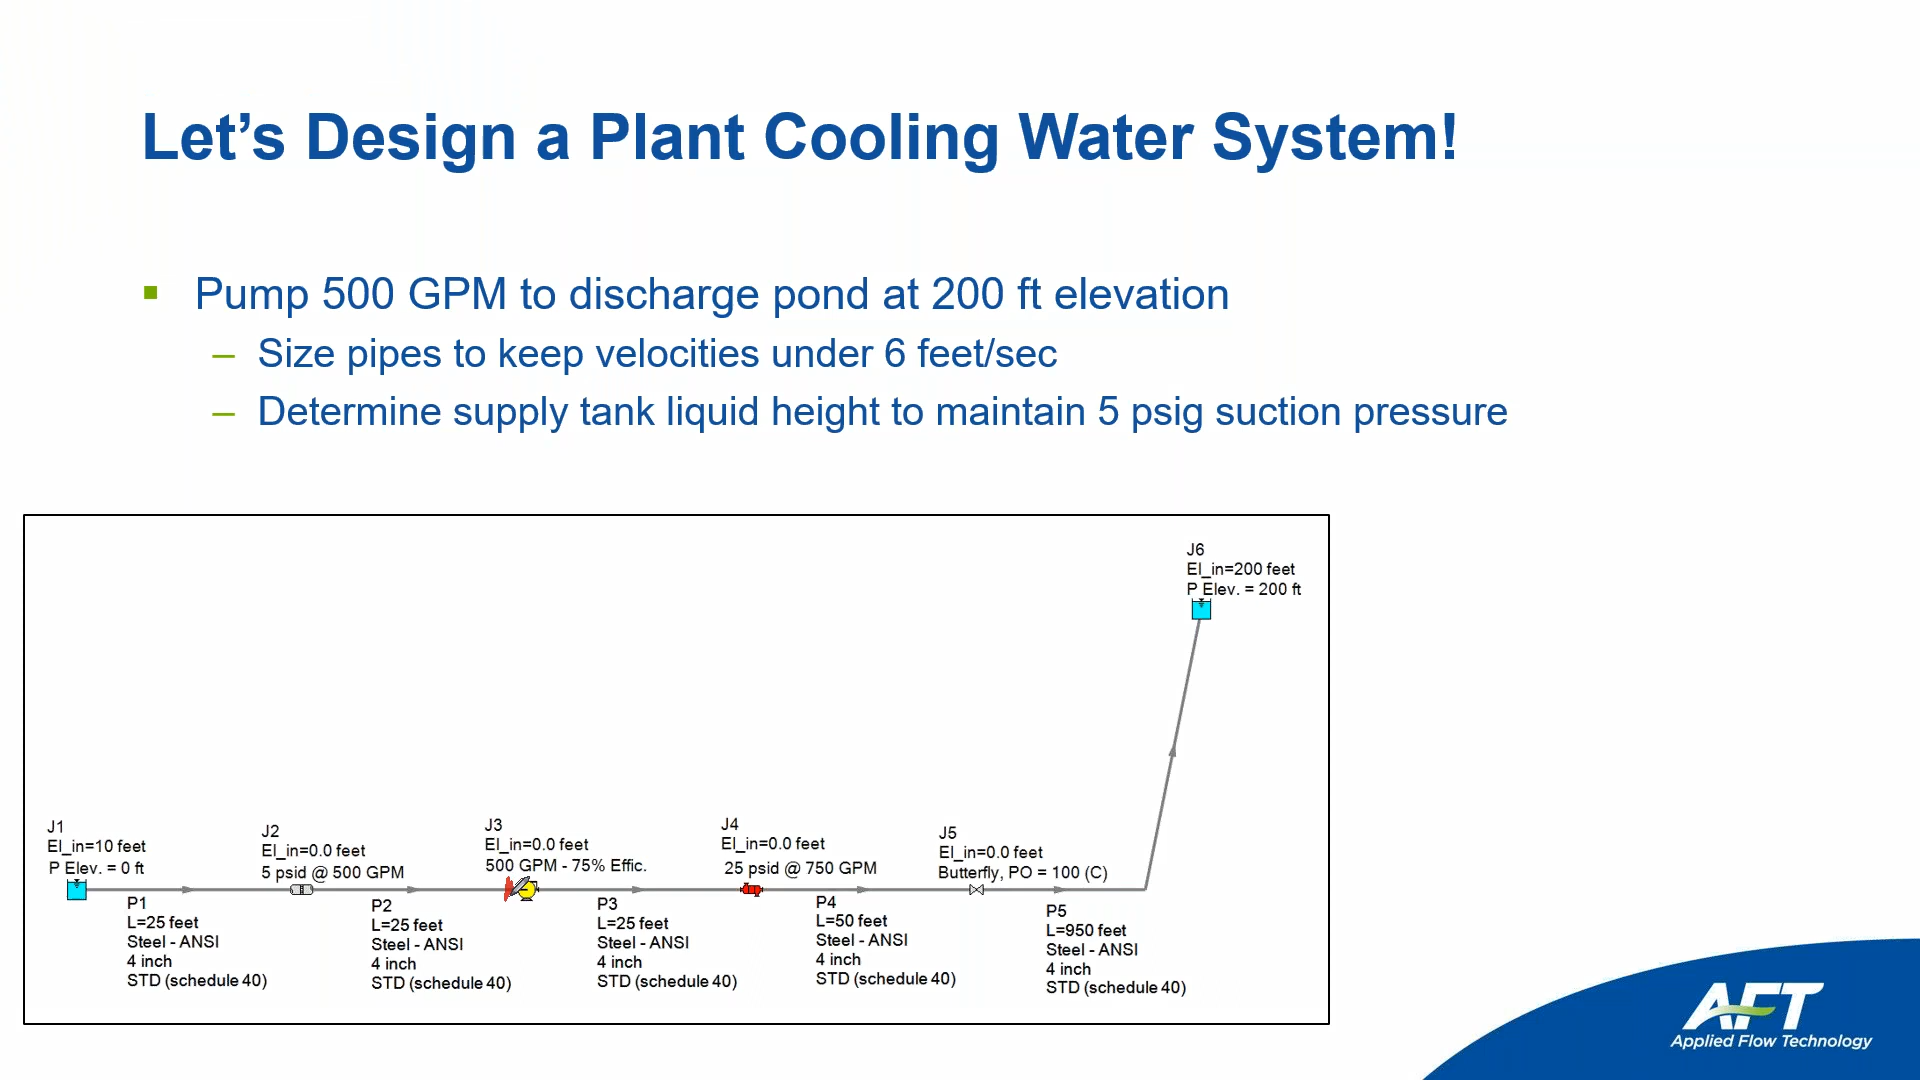 Let’s Design a Plant Cooling Water System!
Pump 500 GPM to discharge pond at 200 ft elevation
– Size pipes to keep velocities under 6 feet/sec
– Determine supply tank liquid height to maintain 5 psig suction pressure
J6
El_in=200 feet
P Elev. = 200 ft
J1
El_in=10 feet
P Elev. = 0 ft
J2
El_in=0.0 feet
5 psid @ 500 GPM
J3
El_in=0.0 feet
500 GPM - 75% Effic.
J4
El_in=0.0 feet
25 psid @ 750 GPM
J5
El_in=0.0 feet
Butterfly, PO = 100 (C)
P1
L=25 feet
Steel - ANSI
4 inch
STD (schedule 40)
P2
L=25 feet
Steel - ANSI
4 inch
STD (schedule 40)
P3
L=25 feet
Steel - ANSI
4 inch
STD (schedule 40)
P4
L=50 feet
Steel - ANSI
4 inch
STD (schedule 40)
P5
L=950 feet
Steel - ANSI
4 inch
STD (schedule 40)
AFT
Applied Flow Technology